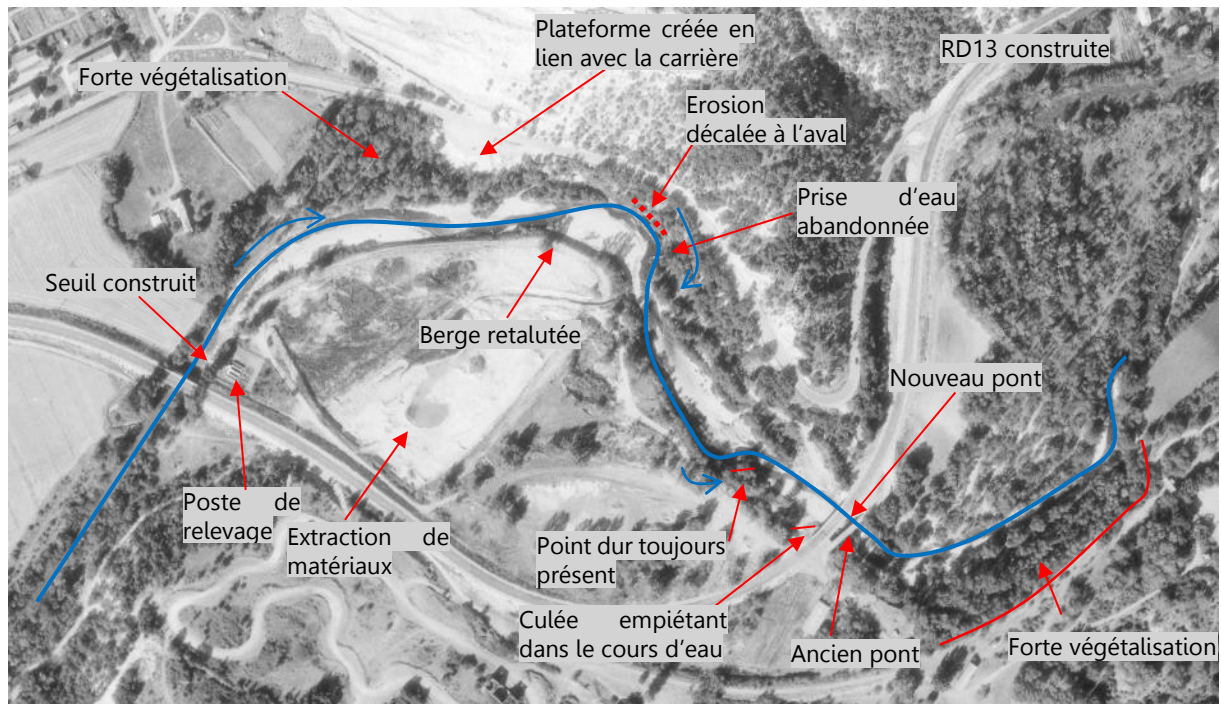 Plateforme créée en
lien avec la carrière
RD13 construite
Forte végétalisation
Erosion
décalée à l'aval
Prise d'eau
abandonnée
Seuil construit
Berge retalutée
Nouveau pont
Poste de
relevage
Extraction de
matériaux
Point dur toujours
présent
Culée empiétant
dans le cours d'eau
Ancien pont
Forte végétalisation